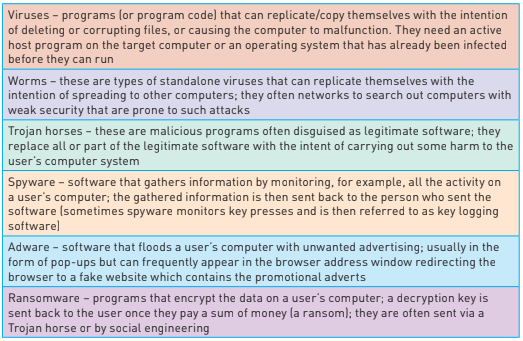 Viruses – programs (or program code) that can replicate/copy themselves with the intention
of deleting or corrupting files, or causing the computer to malfunction. They need an active
host program on the target computer or an operating system that has already been infected
before they can run
Worms – these are types of standalone viruses that can replicate themselves with the
intention of spreading to other computers; they often networks to search out computers with
weak security that are prone to such attacks
Trojan horses – these are malicious programs often disguised as legitimate software; they
replace all or part of the legitimate software with the intent of carrying out some harm to the
user's computer system
Spyware – software that gathers information by monitoring, for example, all the activity on
a user's computer; the gathered information is then sent back to the person who sent the
software (sometimes spyware monitors key presses and is then referred to as key logging
software)
Adware – software that floods a user's computer with unwanted advertising; usually in the
form of pop-ups but can frequently appear in the browser address window redirecting the
browser to a fake website which contains the promotional adverts
Ransomware – programs that encrypt the data on a user's computer; a decryption key is
sent back to the user once they pay a sum of money (a ransom); they are often sent via a
Trojan horse or by social engineering